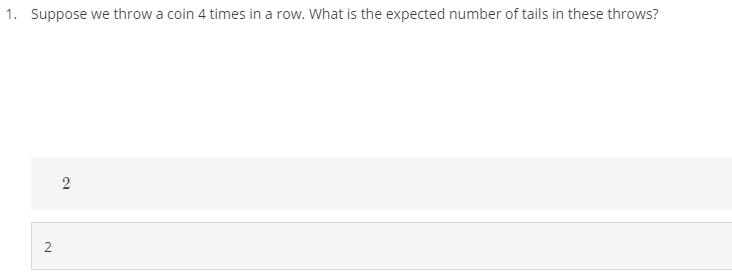 1. Suppose we throw a coin 4 times in a row. What is the expected number of tails in these throws?
2
2